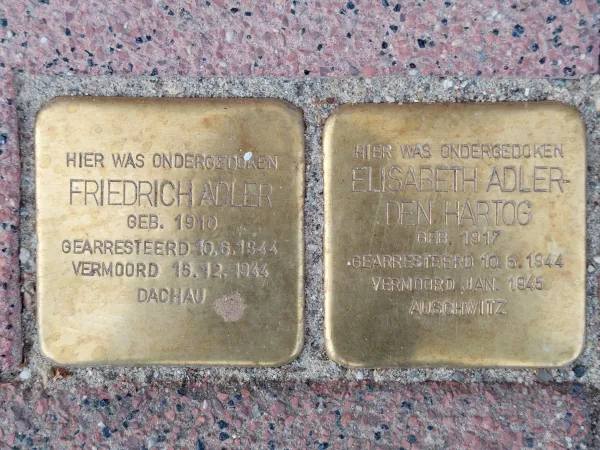 HIER WAS ONDERGEDOKEN
FRIEDRICH ADLER
GEB. 1910
GEARRESTEERD 10.6.1944
VERMOORD 16.12.1944
DACHAU
HIER WAS ONDERGEDOKEN
ELISABETH ADLER-
DEN HARTOG
GEB. 1917
GEARRESTEERD 10.6.1944
VERMOORD JAN. 1945
AUSCHWITZ